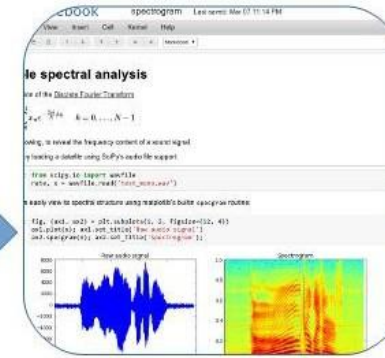 BOOK spectrogram Last saved: Mar 07 11:14 PM
View Insert Cell Kernel Help
Markdown
le spectral analysis
of the Discrete Fourier Transform
k = 0, ..., N − 1
owing, to reveal the frequency content of a sound signal
by loading a datafile using SciPy's audio file support
from scipy.io import wavfile
rate, x = wavfile.read('test_mono.wav')
easily view its spectral structure using matplotlib's builtin specgram routine
fig, (ax1, ax2) = plt.subplots(1, 2, figsize=(12, 4))
ax1.plot(x); ax1.set_title('Raw audio signal')
ax2.specgram(x); ax2.set_title('Spectrogram');
Raw audio signal Spectrogram